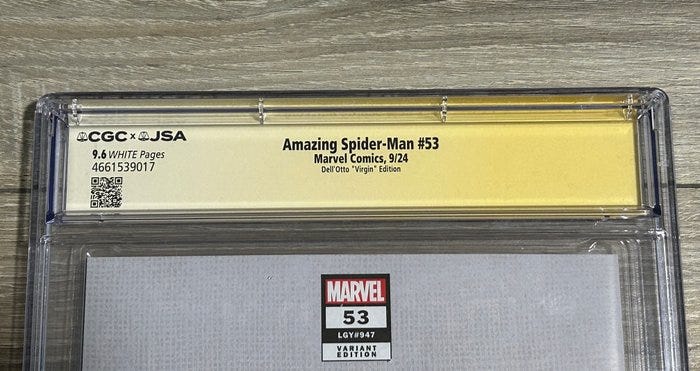 CGC x JSA
9.6 WHITE Pages
4661539017
Amazing Spider-Man #53
Marvel Comics, 9/24
Dell'Otto "Virgin" Edition
MARVEL
53
LGY#947
VARIANT
EDITION